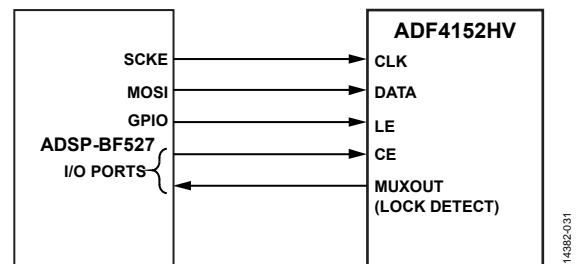 ADF4152HV
SCKE
CLK
MOSI
DATA
GPIO
LE
ADSP-BF527
CE
I/O PORTS
MUXOUT
(LOCK DETECT)
14382-031